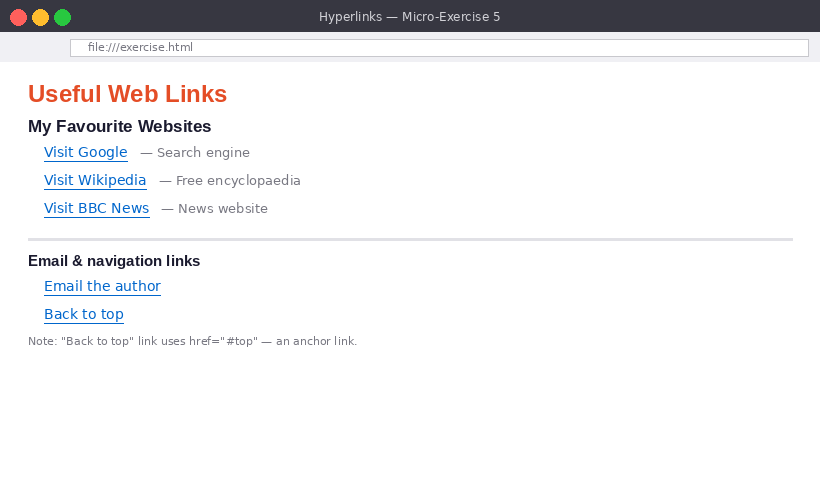 Hyperlinks — Micro-Exercise 5
file:///exercise.html
Useful Web Links
My Favourite Websites
Visit Google — Search engine
Visit Wikipedia — Free encyclopaedia
Visit BBC News — News website
Email & navigation links
Email the author
Back to top
Note: "Back to top" link uses href="#top" — an anchor link.